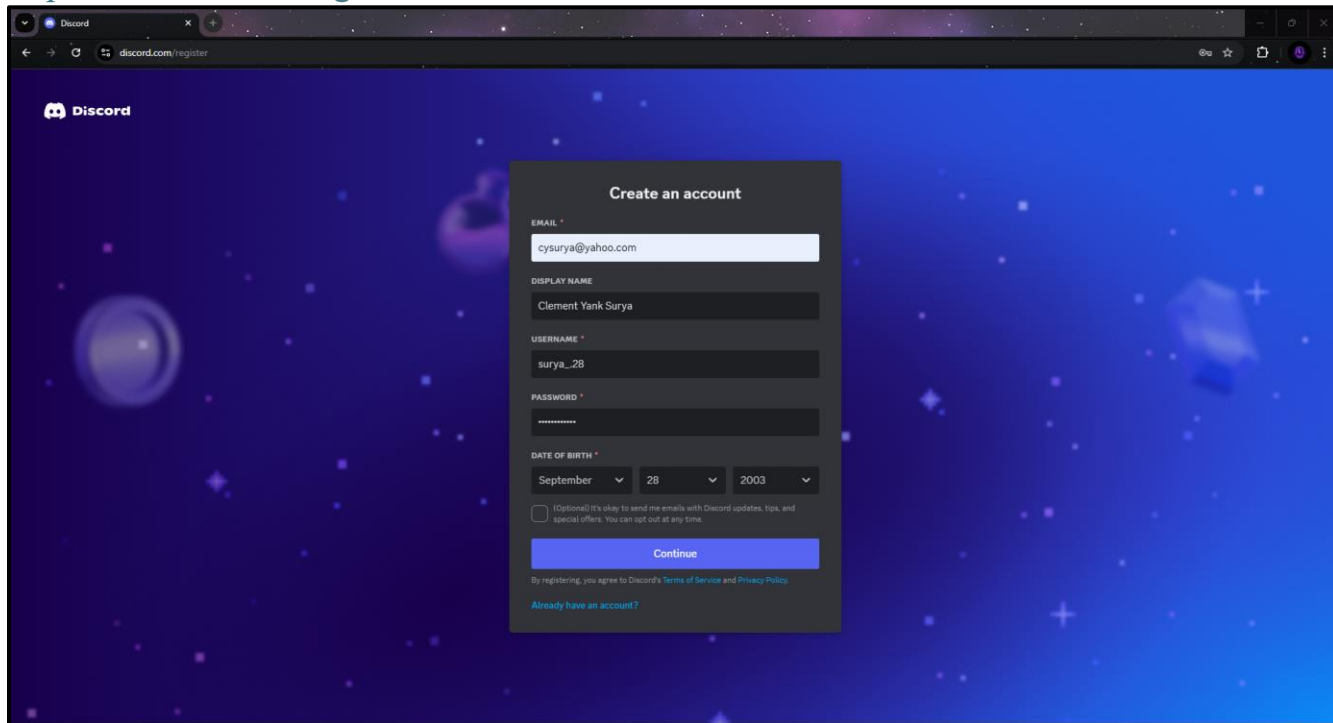 Discord
discord.com/register
Discord
Create an account
EMAIL *
cysurya@yahoo.com
DISPLAY NAME
Clement Yank Surya
USERNAME *
surya_.28
PASSWORD *
••••••••••••
DATE OF BIRTH *
September 28 2003
(Optional) It's okay to send me emails with Discord updates, tips, and
special offers. You can opt out at any time.
Continue
By registering, you agree to Discord's Terms of Service and Privacy Policy.
Already have an account?